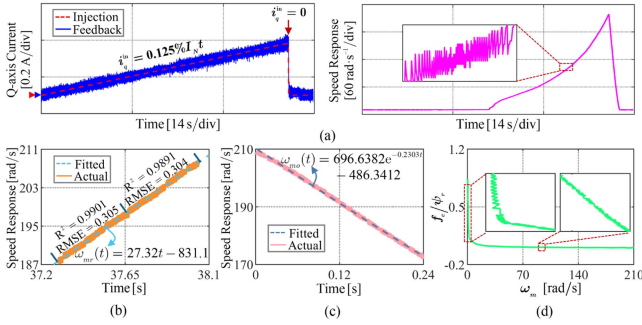 Injection
Feedback
i_q^in = 0.125%I_N t
i_q^in = 0
Q-axis Current
[0.2 A/div]
Time [14 s/div]
Speed Response
[60 rad·s⁻¹/div]
Time [14 s/div]
(a)
Speed Response [rad/s]
211
203
195
187
Fitted
Actual
R² = 0.9901
RMSE = 0.305
R² = 0.9891
RMSE = 0.304
ω_mr(t) = 27.32t − 831.1
37.2
37.65
38.1
Time [s]
(b)
Speed Response [rad/s]
210
190
170
ω_mo(t) = 696.6382e^(-0.2303t)
− 486.3412
Fitted
Actual
0
0.12
0.24
Time [s]
(c)
f_e/ψ_r
1.2
0.5
-0.2
0
70
140
210
ω_m [rad/s]
(d)